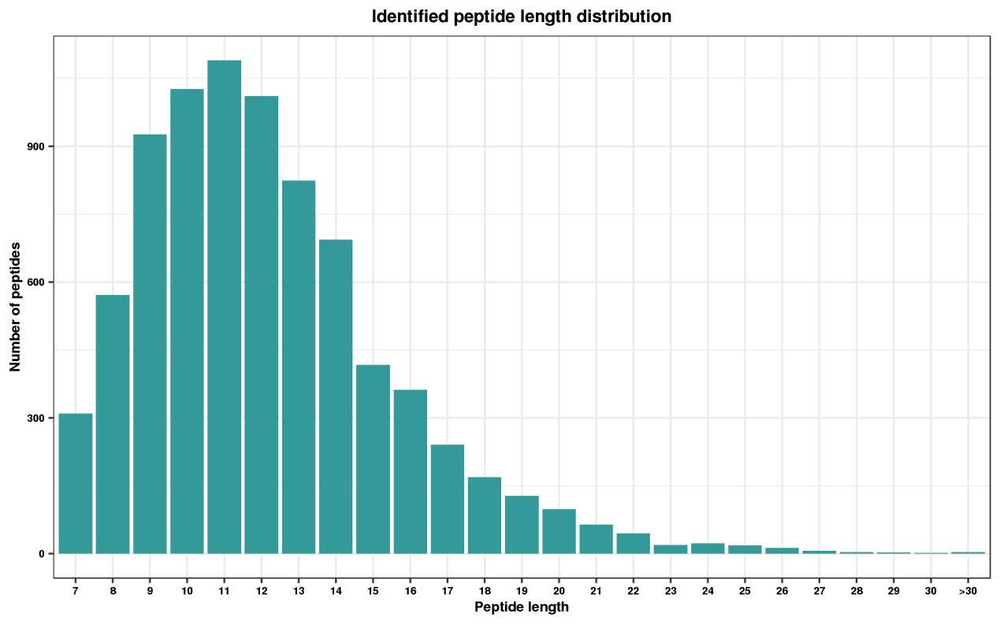 Identified peptide length distribution
Number of peptides
900
600
300
0
7 8 9 10 11 12 13 14 15 16 17 18 19 20 21 22 23 24 25 26 27 28 29 30 >30
Peptide length